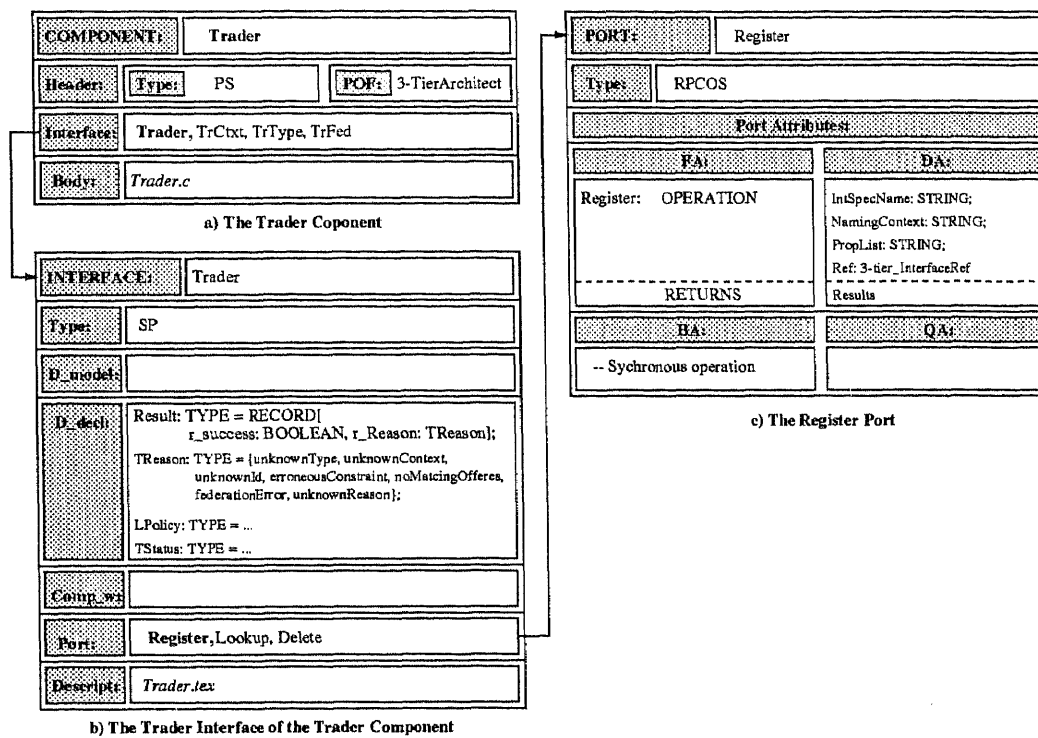 COMPONENT: Trader
Header: Type: PS POF: 3-TierArchitect
Interface: Trader, TrCtxt, TrType, TrFed
Body: Trader.c
a) The Trader Coponent
INTERFACE: Trader
Type: SP
D_model:
D_decl: Result: TYPE = RECORD[
r_success: BOOLEAN, r_Reason: TReason];
TReason: TYPE = {unknownType, unknownContext,
unknownId, erroneousConstraint, noMatcingOfferes,
federationError, unknownReason};
LPolicy: TYPE = ...
TStatus: TYPE = ...
Comp_w:
Port: Register, Lookup, Delete
Descript: Trader.tex
b) The Trader Interface of the Trader Component
PORT: Register
Type: RPCOS
Port Attributes:
FA: DA:
Register: OPERATION IntSpecName: STRING;
NamingContext: STRING;
PropList: STRING;
Ref: 3-tier_InterfaceRef
RETURNS Results
BA: QA:
-- Sychronous operation
c) The Register Port